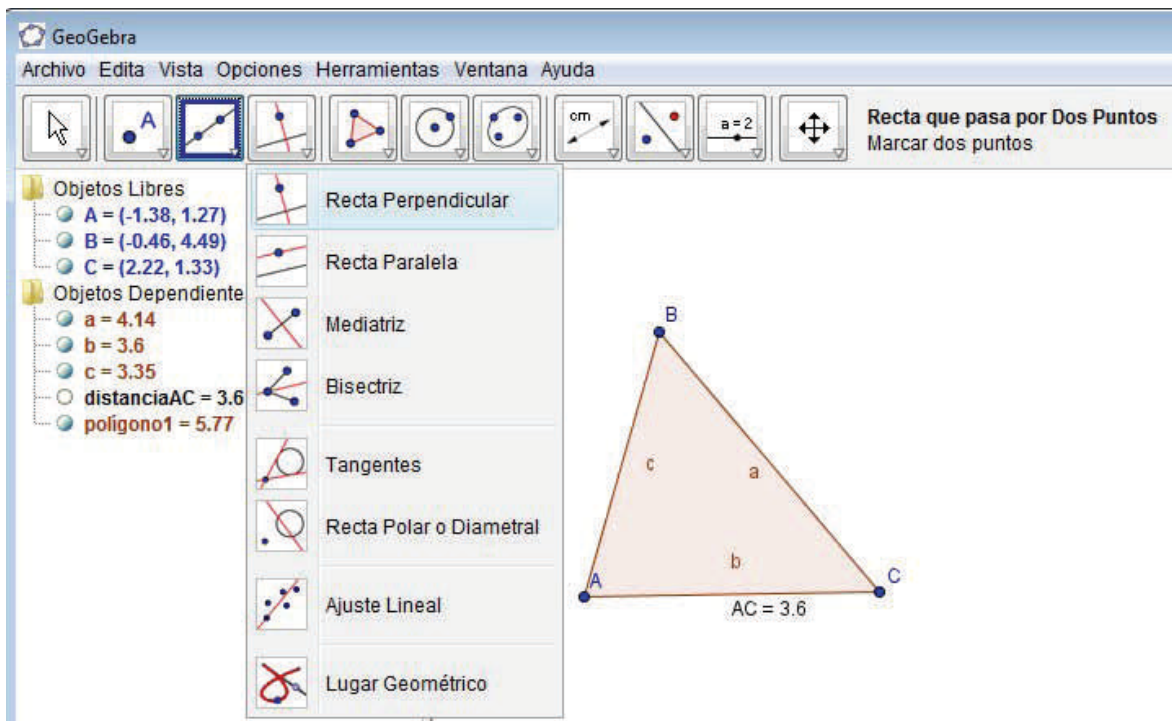 GeoGebra
Archivo Edita Vista Opciones Herramientas Ventana Ayuda
A
cm
a=2
Recta que pasa por Dos Puntos
Marcar dos puntos
Objetos Libres
A = (-1.38, 1.27)
B = (-0.46, 4.49)
C = (2.22, 1.33)
Objetos Dependiente
a = 4.14
b = 3.6
c = 3.35
distanciaAC = 3.6
polígono1 = 5.77
Recta Perpendicular
Recta Paralela
Mediatriz
Bisectriz
Tangentes
Recta Polar o Diametral
Ajuste Lineal
Lugar Geométrico
B
c
a
b
A
C
AC = 3.6